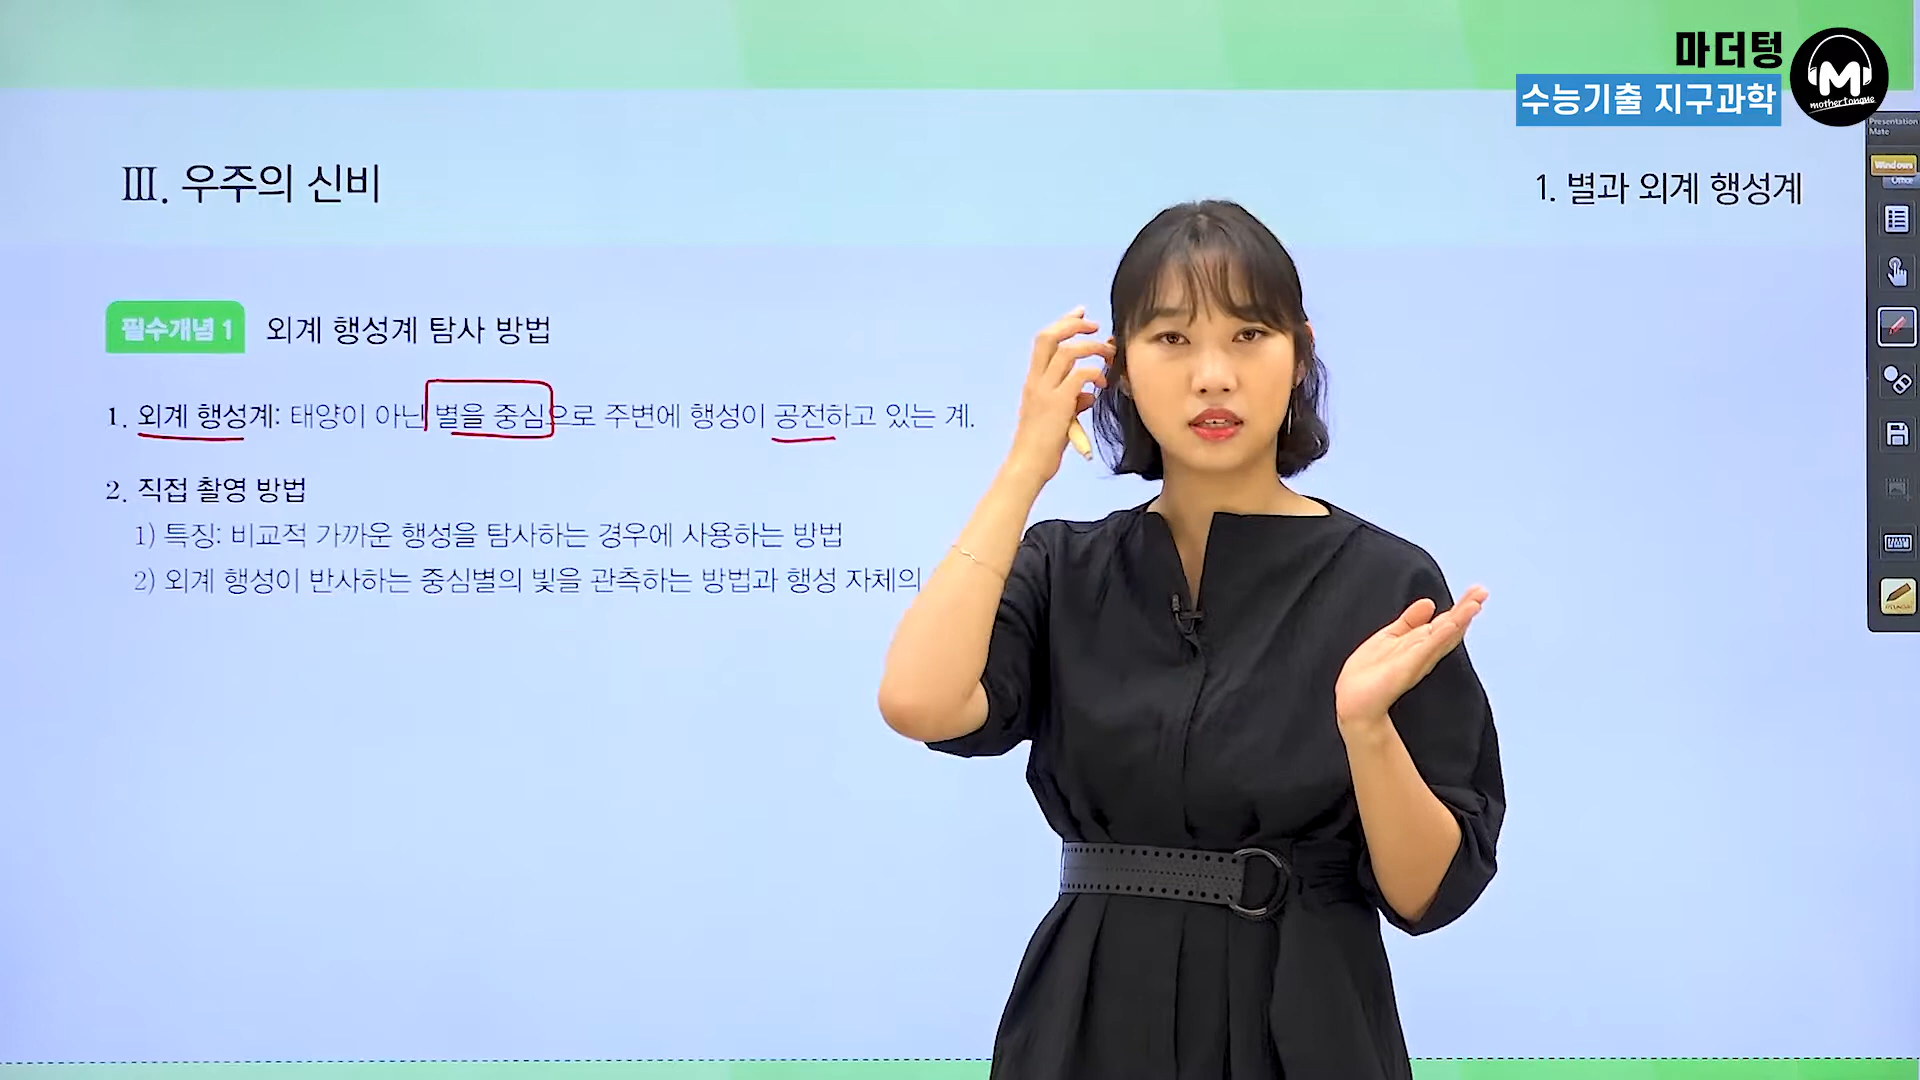 마더텅
수능기출 지구과학
mothertongue
Presentation
Mate
Windows
Office
Ⅲ. 우주의 신비
1. 별과 외계 행성계
필수개념 1 외계 행성계 탐사 방법
1. 외계 행성계: 태양이 아닌 별을 중심으로 주변에 행성이 공전하고 있는 계.
2. 직접 촬영 방법
1) 특징: 비교적 가까운 행성을 탐사하는 경우에 사용하는 방법
2) 외계 행성이 반사하는 중심별의 빛을 관측하는 방법과 행성 자체의